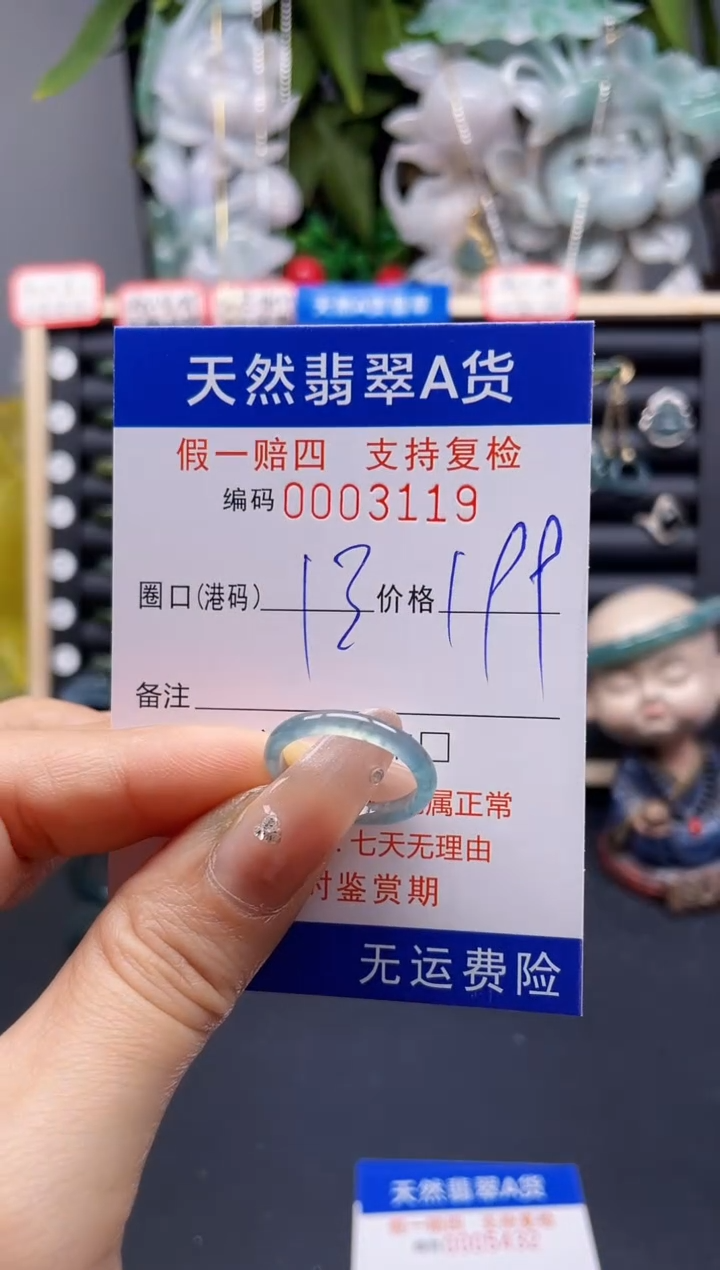 天然翡翠A货
假一赔四 支持复检
编码 0003119
圈口(港码) 13 价格 199
备注
□
属正常
七天无理由
时鉴赏期
无运费险
天然翡翠A货